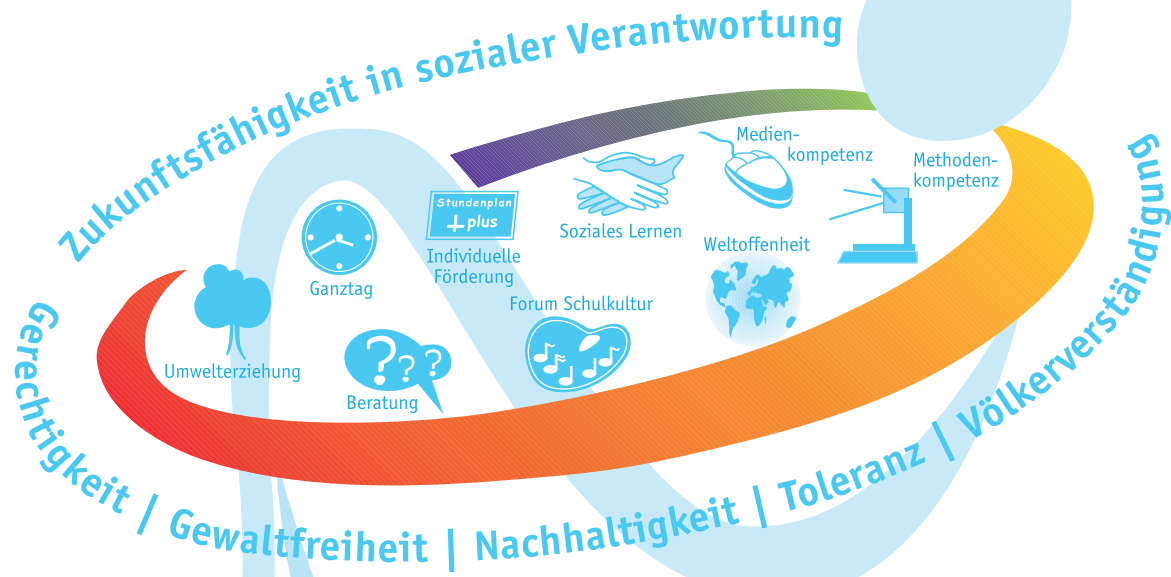 Zukunftsfähigkeit in sozialer Verantwortung
Medien-
kompetenz
Methoden-
kompetenz
Stundenplan
+plus
Individuelle
Förderung
Soziales Lernen
Weltoffenheit
Ganztag
Forum Schulkultur
Umwelterziehung
Beratung
Gerechtigkeit | Gewaltfreiheit | Nachhaltigkeit | Toleranz | Völkerverständigung